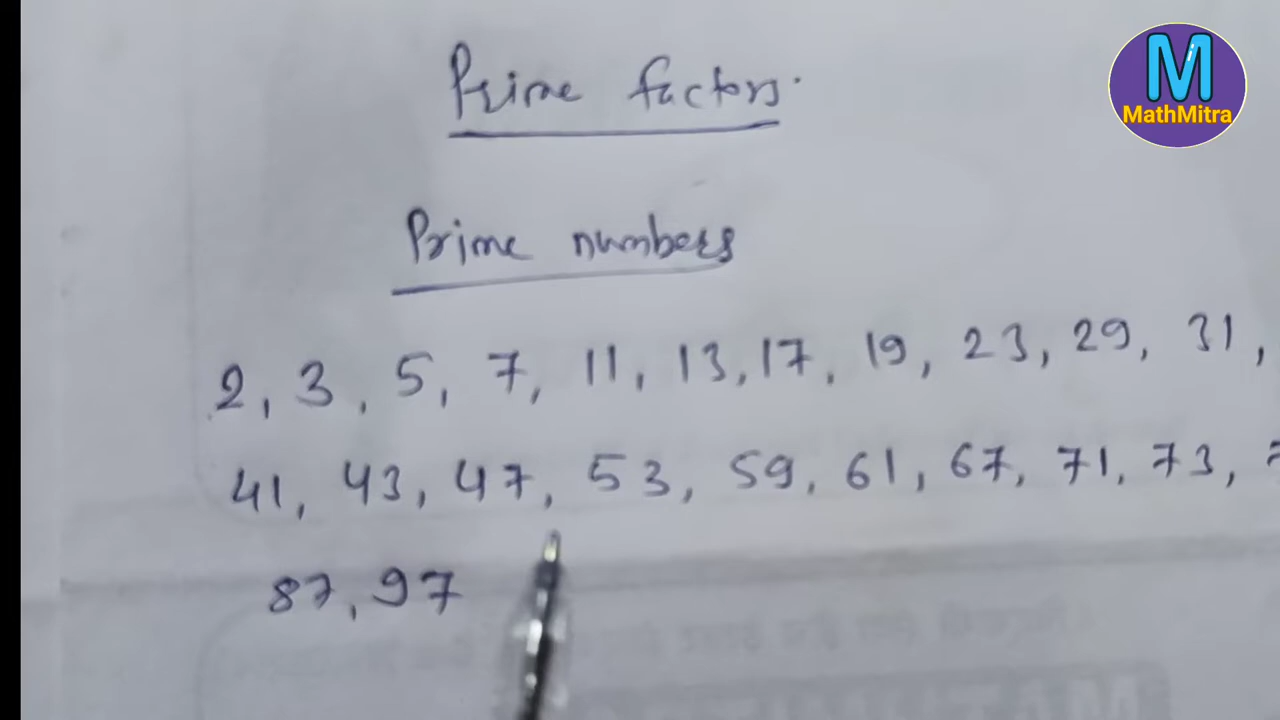 Prime factors.
M
MathMitra
Prime numbers
2, 3, 5, 7, 11, 13, 17, 19, 23, 29, 31,
41, 43, 47, 53, 59, 61, 67, 71, 73,
87, 97